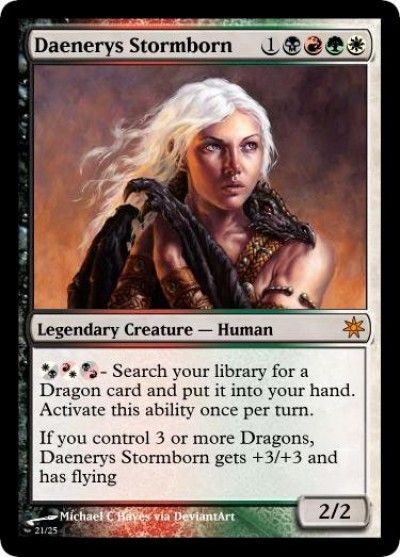 Daenerys Stormborn 1
Legendary Creature — Human
- Search your library for a
Dragon card and put it into your hand.
Activate this ability once per turn.
If you control 3 or more Dragons,
Daenerys Stormborn gets +3/+3 and
has flying
2/2
Michael C Hayes via DeviantArt
21/25